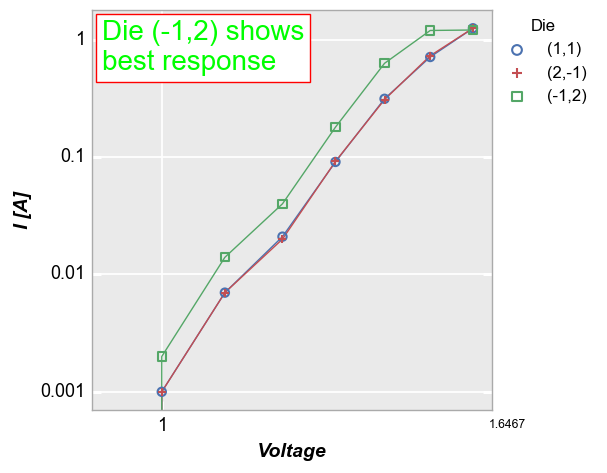 Die (-1,2) shows
best response
Die
(1,1)
(2,-1)
(-1,2)
1
0.1
0.01
0.001
I [A]
1
1.6467
Voltage